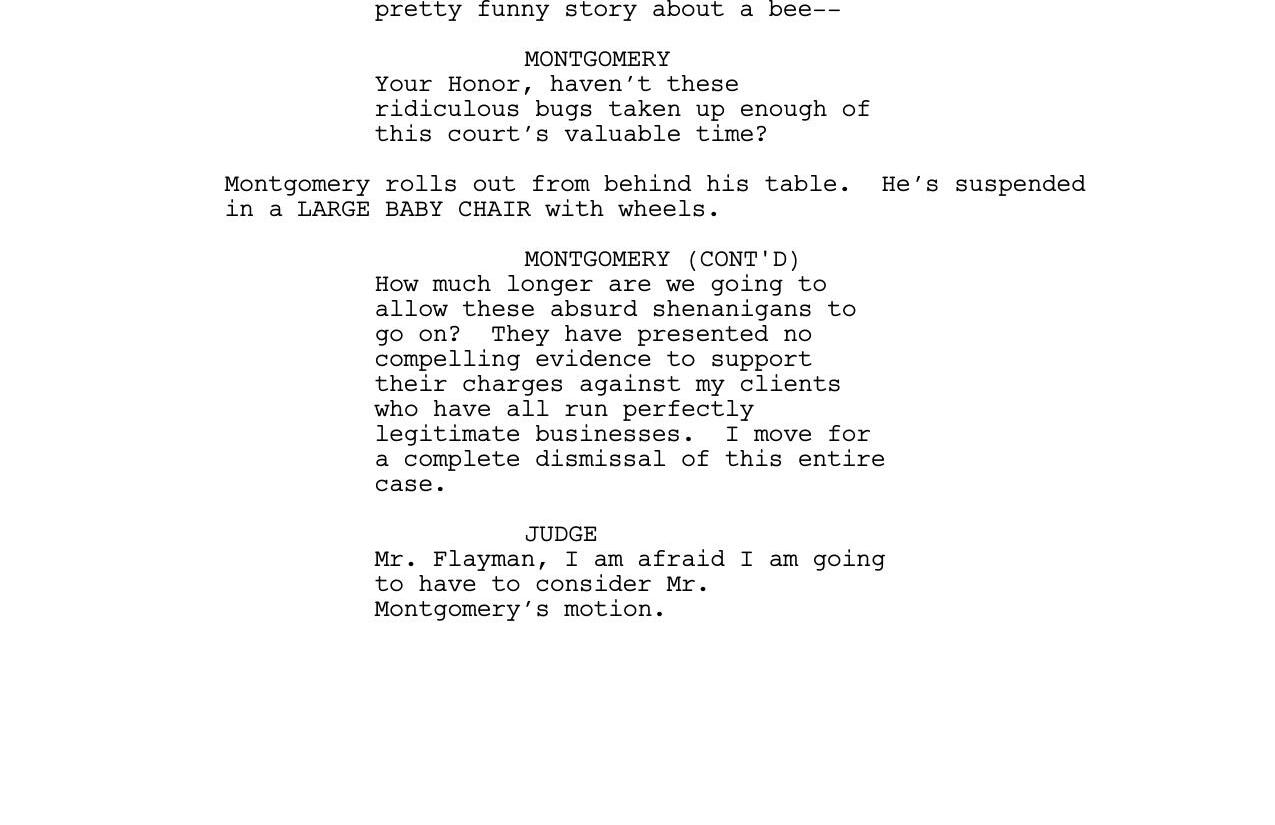 pretty funny story about a bee--
MONTGOMERY
Your Honor, haven’t these
ridiculous bugs taken up enough of
this court’s valuable time?
Montgomery rolls out from behind his table.  He’s suspended
in a LARGE BABY CHAIR with wheels.
MONTGOMERY (CONT'D)
How much longer are we going to
allow these absurd shenanigans to
go on?  They have presented no
compelling evidence to support
their charges against my clients
who have all run perfectly
legitimate businesses.  I move for
a complete dismissal of this entire
case.
JUDGE
Mr. Flayman, I am afraid I am going
to have to consider Mr.
Montgomery’s motion.